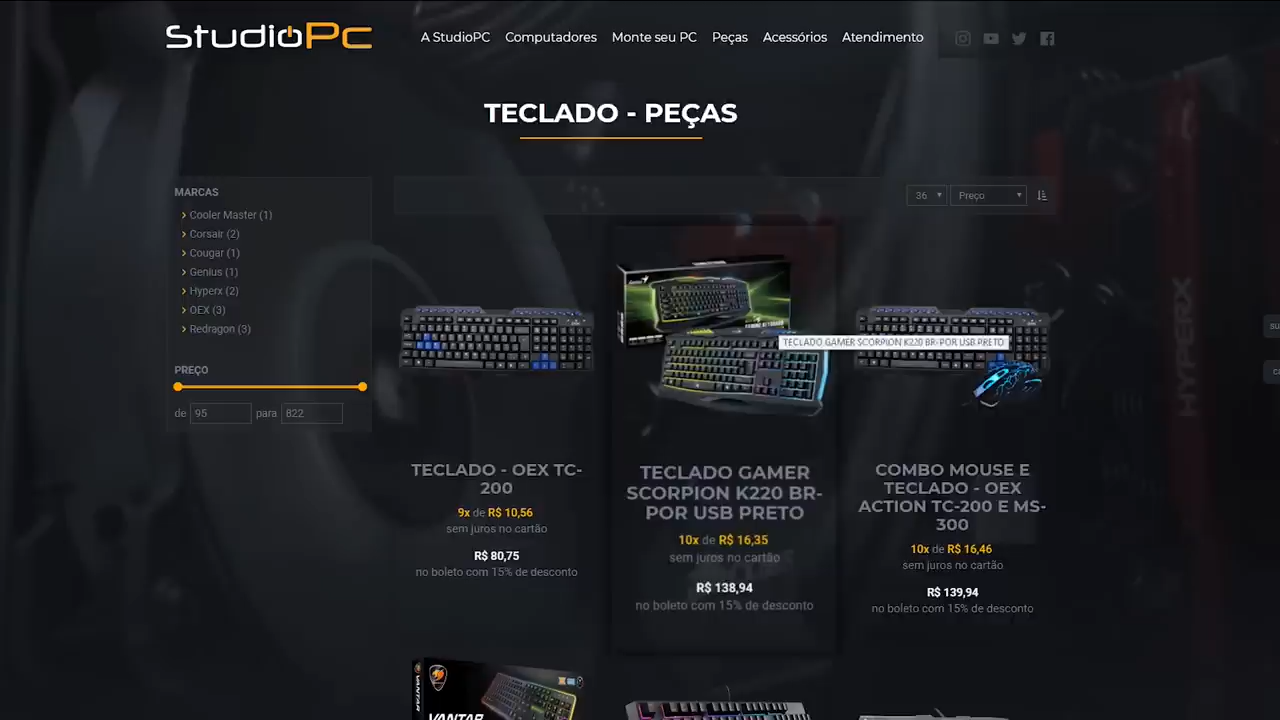 StudioPc
A StudioPC Computadores Monte seu PC Peças Acessórios Atendimento
TECLADO - PEÇAS
MARCAS
Cooler Master (1)
Corsair (2)
Cougar (1)
Genius (1)
Hyperx (2)
OEX (3)
Redragon (3)
PREÇO
de 95 para 822
36 Preço
TECLADO GAMER SCORPION K220 BR-POR USB PRETO
HYPERX
TECLADO - OEX TC-
200
9x de R$ 10,56
sem juros no cartão
R$ 80,75
no boleto com 15% de desconto
TECLADO GAMER
SCORPION K220 BR-
POR USB PRETO
10x de R$ 16,35
sem juros no cartão
R$ 138,94
no boleto com 15% de desconto
COMBO MOUSE E
TECLADO - OEX
ACTION TC-200 E MS-
300
10x de R$ 16,46
sem juros no cartão
R$ 139,94
no boleto com 15% de desconto
VANTAR